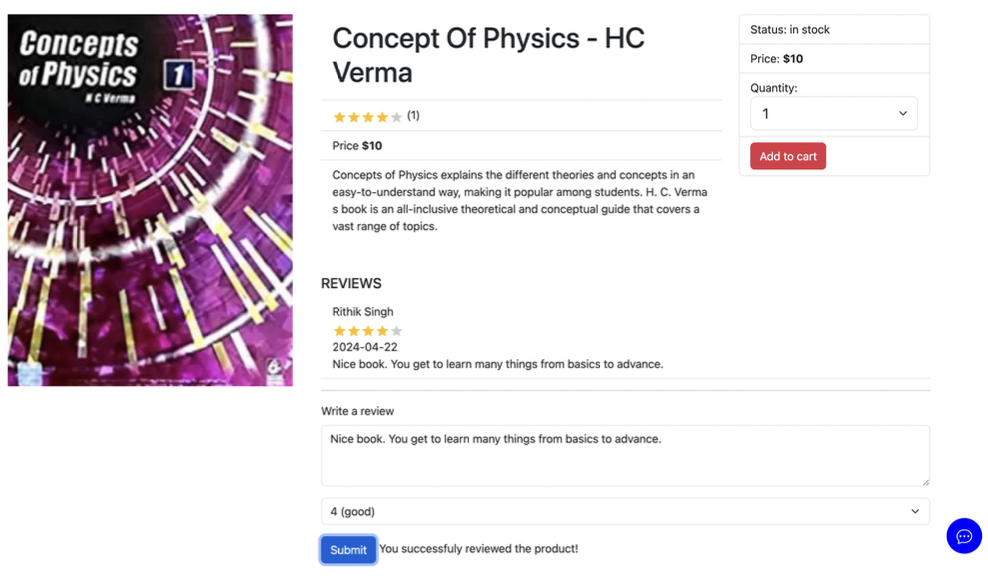 Concepts
of Physics 1
H C Verma
Concept Of Physics - HC
Verma
(1)
Price $10
Concepts of Physics explains the different theories and concepts in an
easy-to-understand way, making it popular among students. H. C. Verma
s book is an all-inclusive theoretical and conceptual guide that covers a
vast range of topics.
Status: in stock
Price: $10
Quantity:
1
Add to cart
REVIEWS
Rithik Singh
2024-04-22
Nice book. You get to learn many things from basics to advance.
Write a review
Nice book. You get to learn many things from basics to advance.
4 (good)
Submit You successfuly reviewed the product!